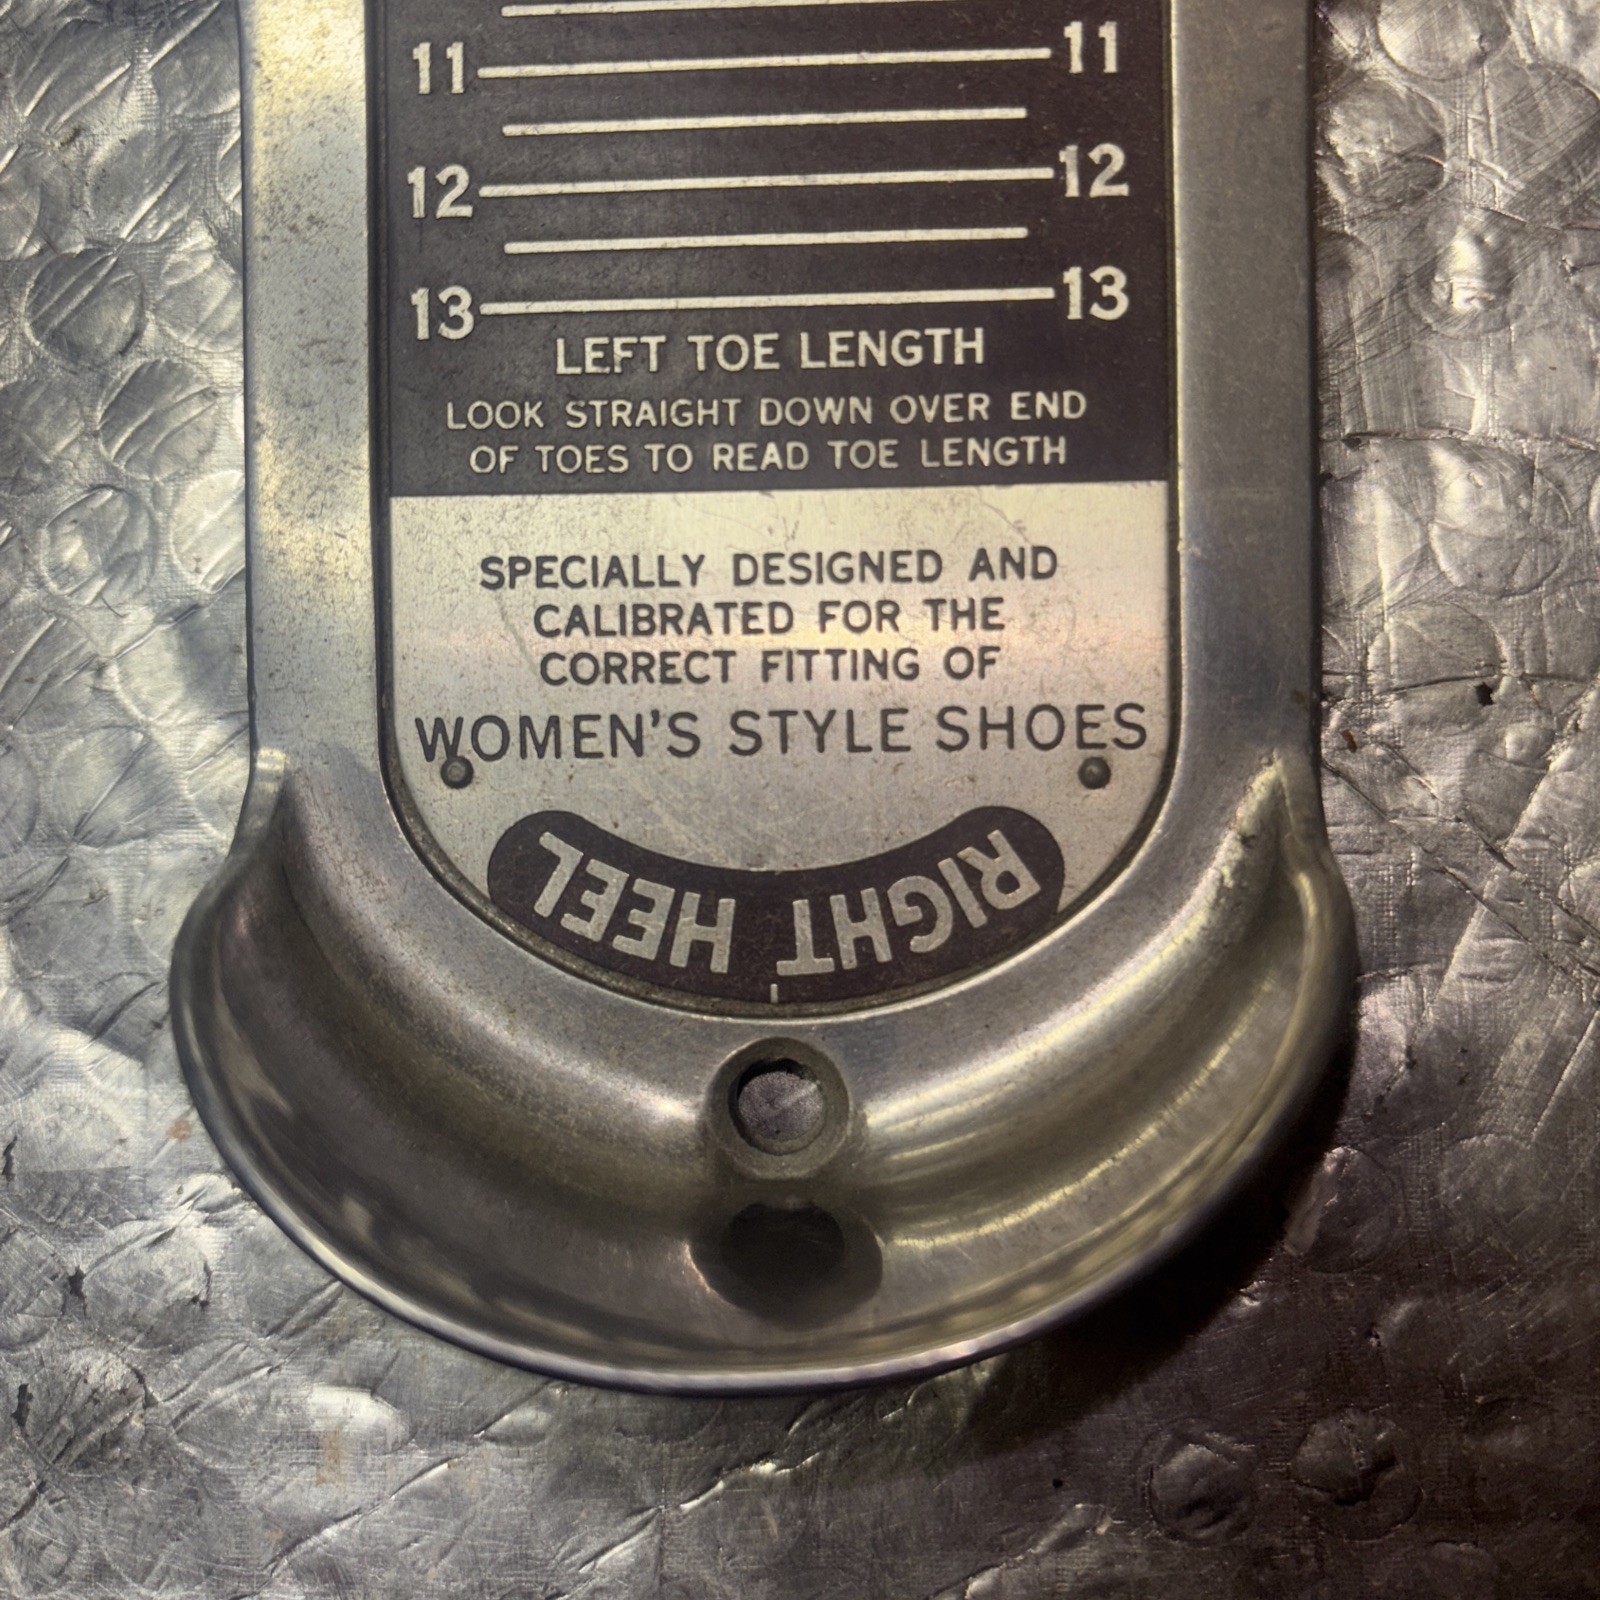 11 11
12 12
13 13
LEFT TOE LENGTH
LOOK STRAIGHT DOWN OVER END
OF TOES TO READ TOE LENGTH
SPECIALLY DESIGNED AND
CALIBRATED FOR THE
CORRECT FITTING OF
WOMEN'S STYLE SHOES
RIGHT HEEL